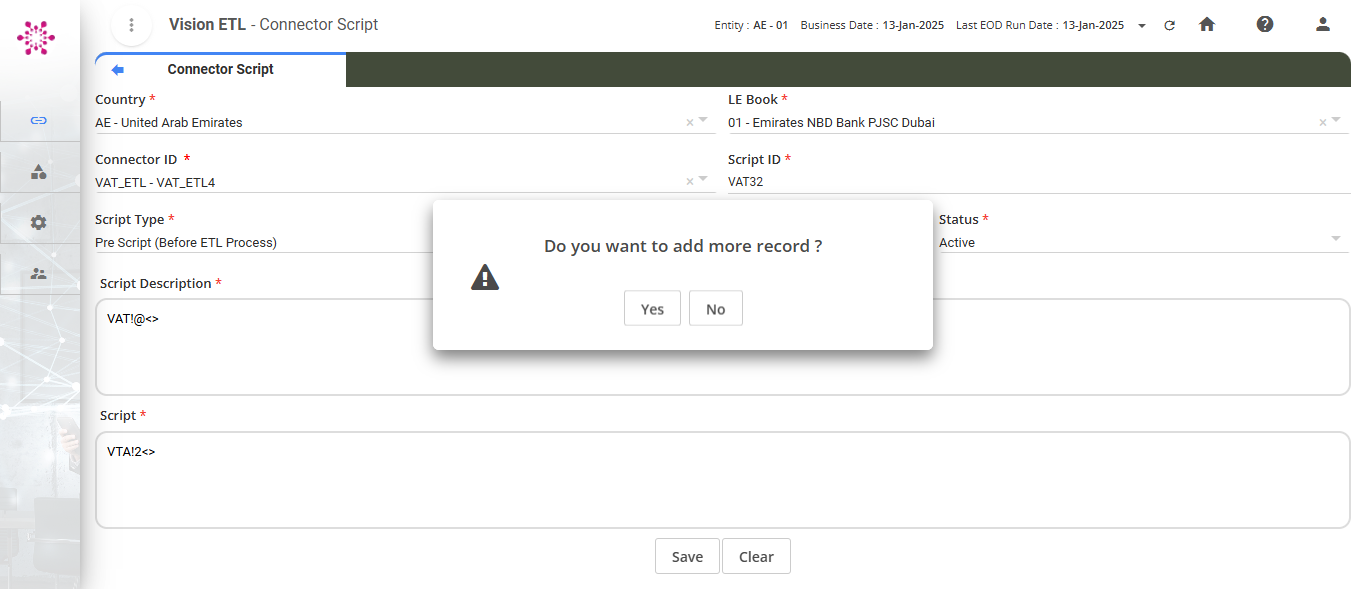 Vision ETL - Connector Script
Entity : AE - 01 Business Date : 13-Jan-2025 Last EOD Run Date : 13-Jan-2025
Connector Script
Country *
LE Book *
AE - United Arab Emirates
01 - Emirates NBD Bank PJSC Dubai
Connector ID *
Script ID *
VAT_ETL - VAT_ETL4
VAT32
Script Type *
Status *
Pre Script (Before ETL Process)
Active
Do you want to add more record ?
Yes No
Script Description *
VAT!@<>
Script *
VTA!2<>
Save Clear